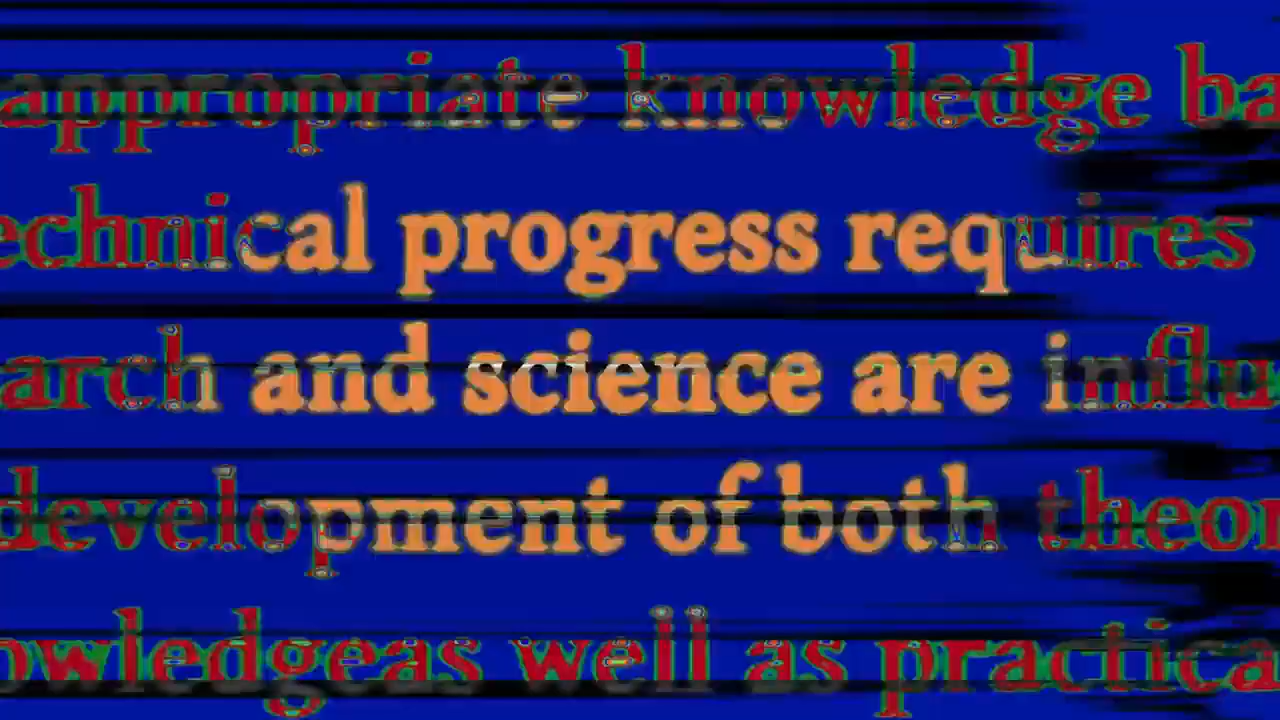 appropriate knowledge ba
echnical progress requires
arch and science are influ
development of both theor
owledgeas well as practica